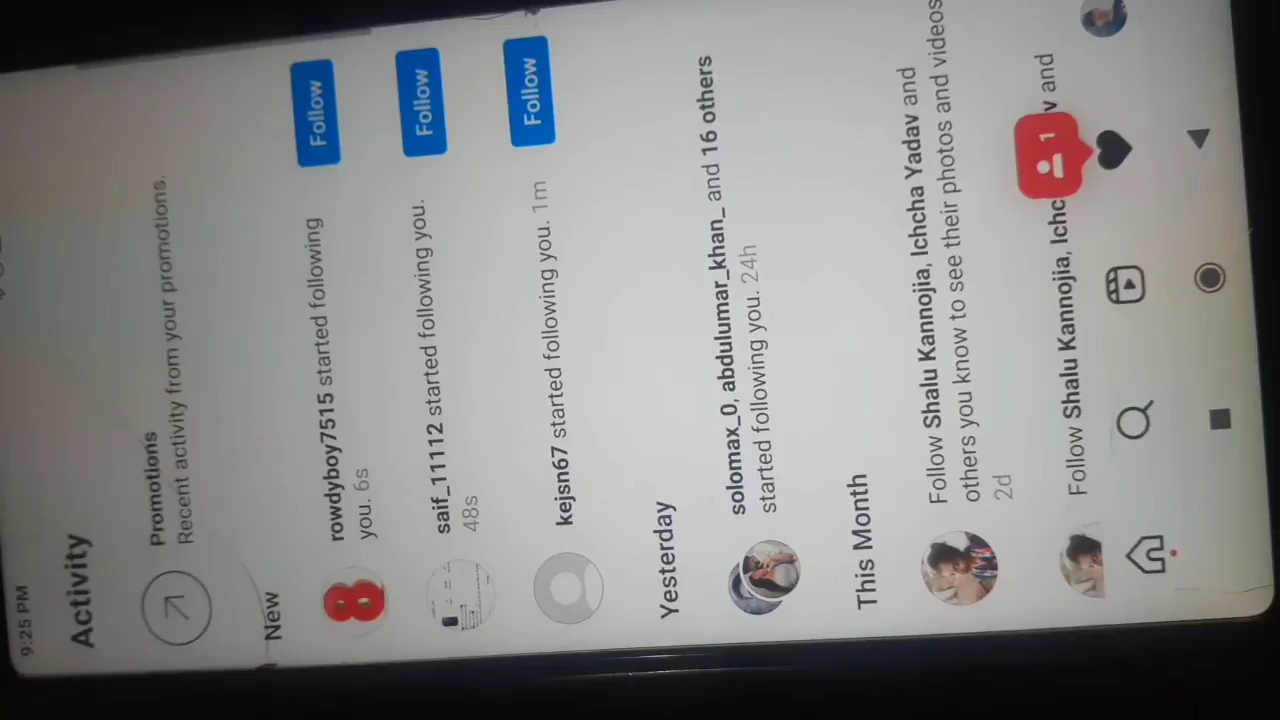 9:25 PM
Activity
Promotions
Recent activity from your promotions.
New
rowdyboy7515 started following
you. 6s
Follow
saif_11112 started following you.
48s
Follow
kejsn67 started following you. 1m
Follow
Yesterday
solomax_0, abdulumar_khan_ and 16 others
started following you. 24h
This Month
Follow Shalu Kannojia, Ichcha Yadav and
others you know to see their photos and videos
2d
Follow Shalu Kannojia, Ichc v and
1